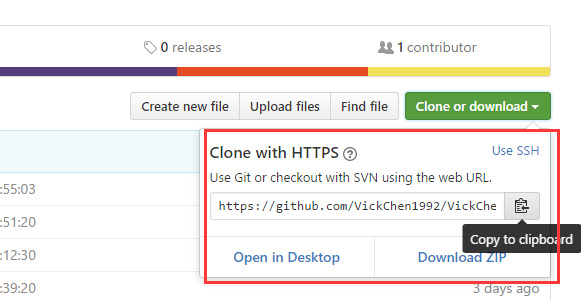 0 releases
1 contributor
Create new file
Upload files
Find file
Clone or download
Clone with HTTPS ?
Use SSH
Use Git or checkout with SVN using the web URL.
https://github.com/VickChen1992/VickChe
Copy to clipboard
Open in Desktop
Download ZIP
:55:03
:51:20
:12:30
:39:20
3 days ago